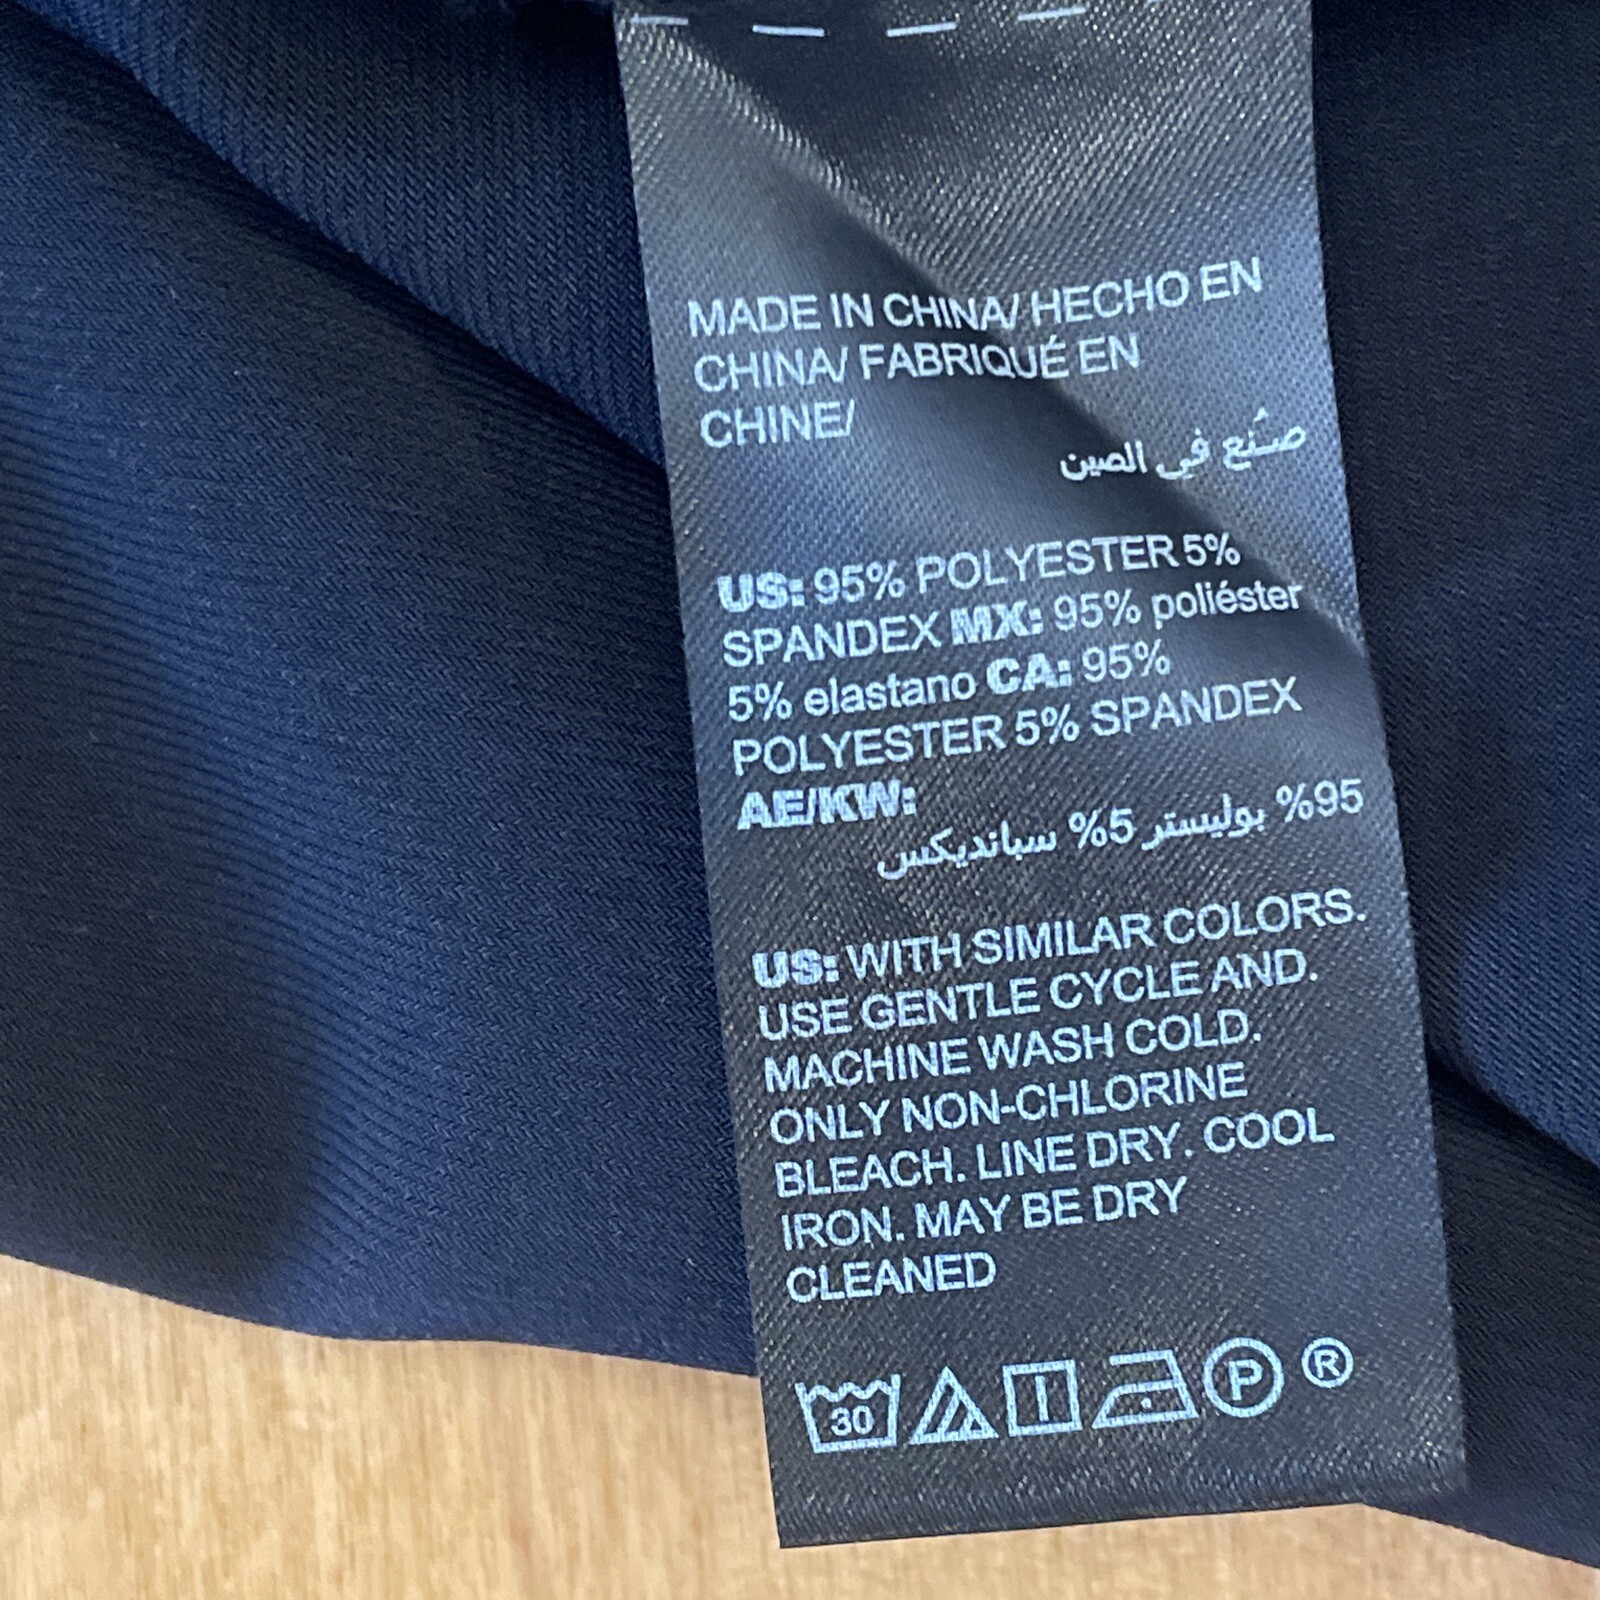 MADE IN CHINA/ HECHO EN
CHINA/ FABRIQUÉ EN
CHINE/
صُنع في الصين
US: 95% POLYESTER 5%
SPANDEX MX: 95% poliéster
5% elastano CA: 95%
POLYESTER 5% SPANDEX
AE/KW:
%95 بوليستر 5% سبانديكس
US: WITH SIMILAR COLORS.
USE GENTLE CYCLE AND.
MACHINE WASH COLD.
ONLY NON-CHLORINE
BLEACH. LINE DRY. COOL
IRON. MAY BE DRY
CLEANED
30 P ®